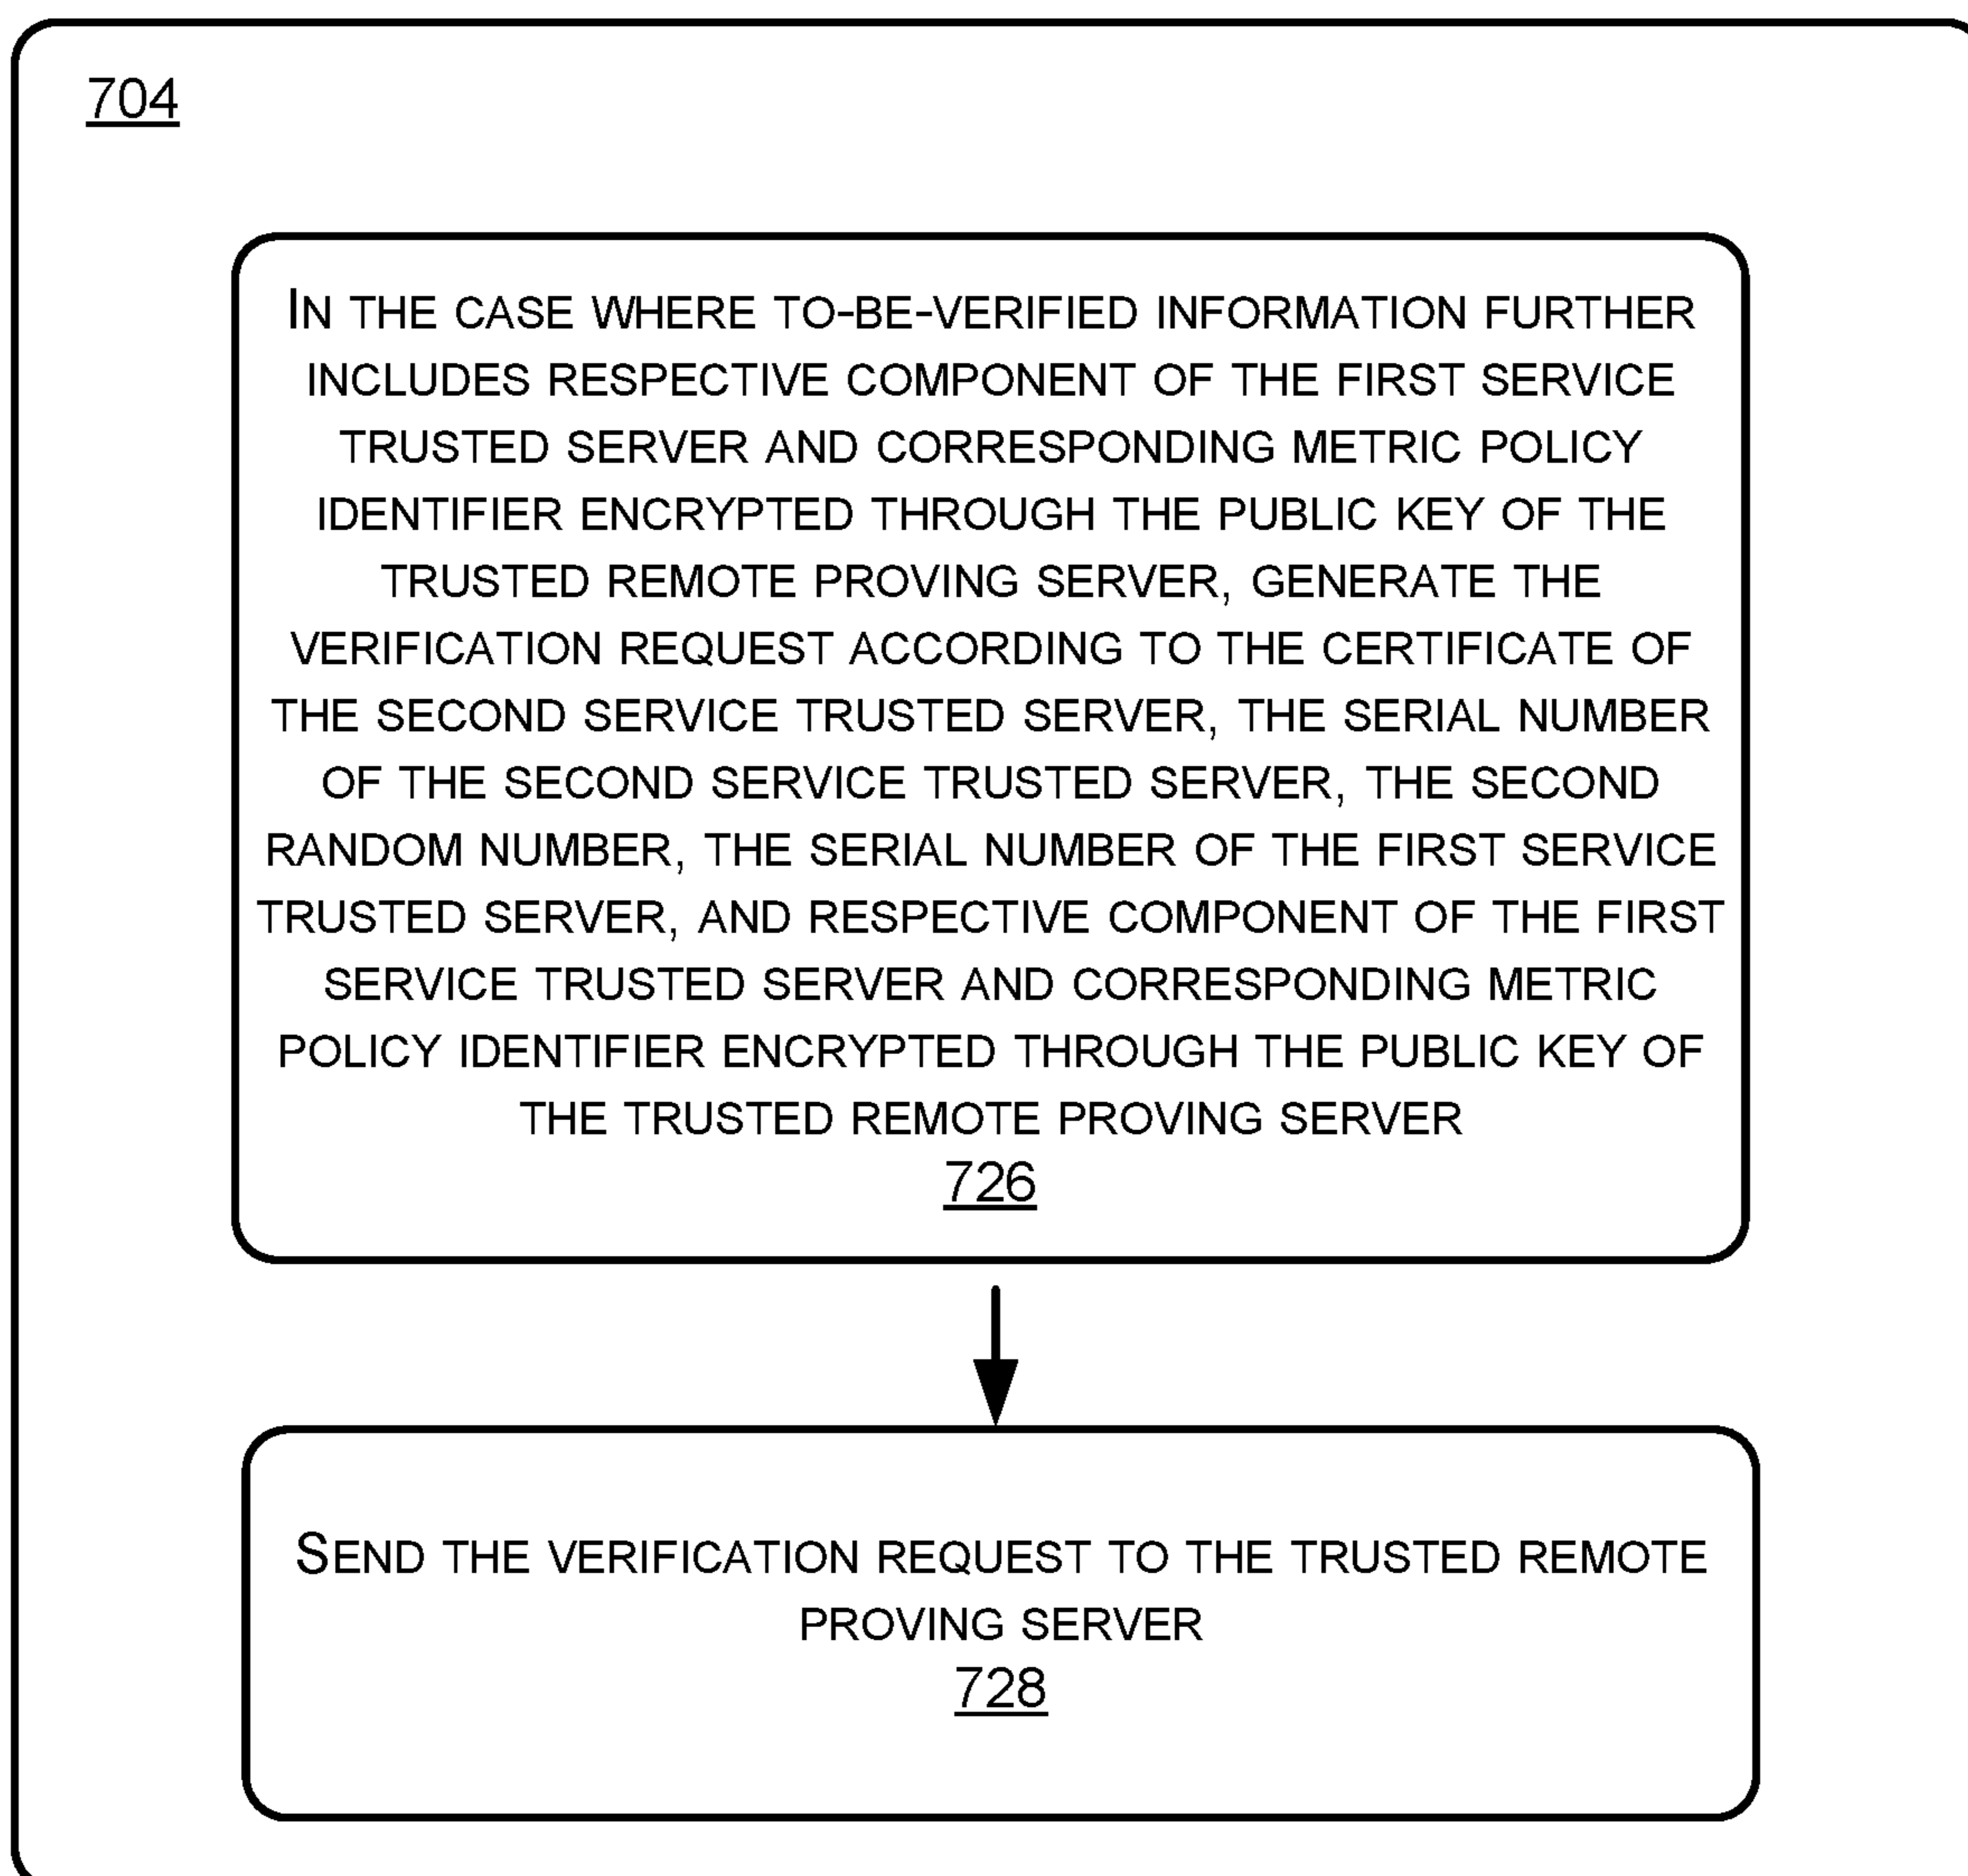 704
IN THE CASE WHERE TO-BE-VERIFIED INFORMATION FURTHER
INCLUDES RESPECTIVE COMPONENT OF THE FIRST SERVICE
TRUSTED SERVER AND CORRESPONDING METRIC POLICY
IDENTIFIER ENCRYPTED THROUGH THE PUBLIC KEY OF THE
TRUSTED REMOTE PROVING SERVER, GENERATE THE
VERIFICATION REQUEST ACCORDING TO THE CERTIFICATE OF
THE SECOND SERVICE TRUSTED SERVER, THE SERIAL NUMBER
OF THE SECOND SERVICE TRUSTED SERVER, THE SECOND
RANDOM NUMBER, THE SERIAL NUMBER OF THE FIRST SERVICE
TRUSTED SERVER, AND RESPECTIVE COMPONENT OF THE FIRST
SERVICE TRUSTED SERVER AND CORRESPONDING METRIC
POLICY IDENTIFIER ENCRYPTED THROUGH THE PUBLIC KEY OF
THE TRUSTED REMOTE PROVING SERVER
726
SEND THE VERIFICATION REQUEST TO THE TRUSTED REMOTE
PROVING SERVER
728